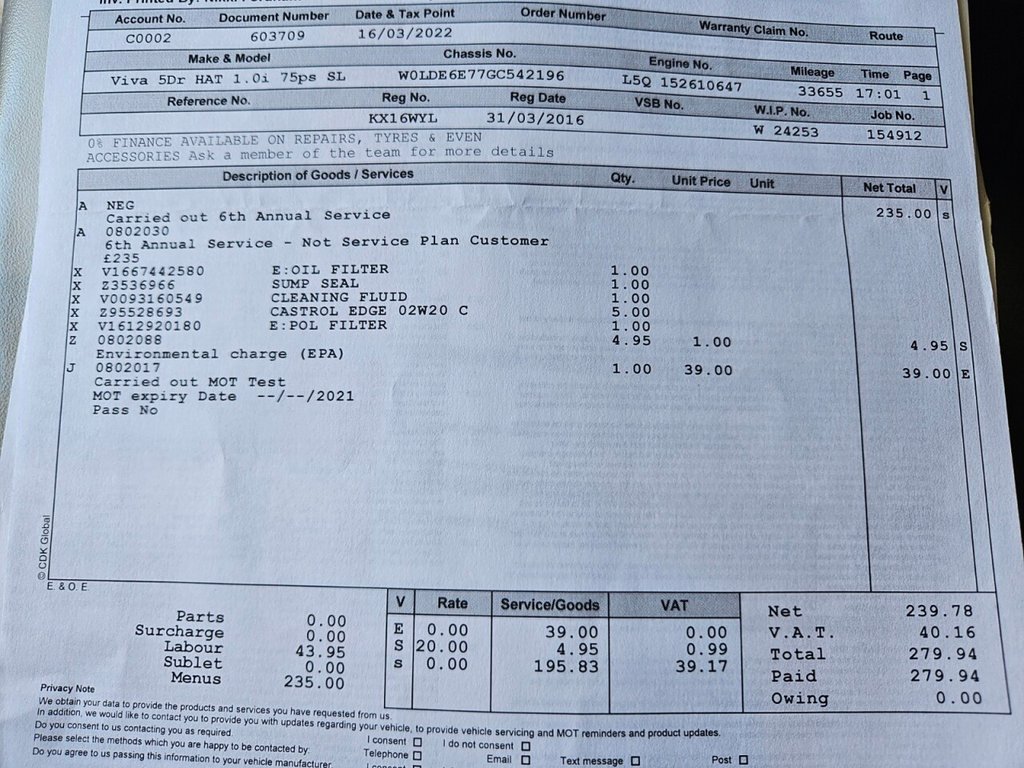 Inv. Printed By:
Account No. Document Number Date & Tax Point Order Number Warranty Claim No. Route
C0002 603709 16/03/2022
Make & Model Chassis No. Engine No. Mileage Time Page
Viva 5Dr HAT 1.0i 75ps SL W0LDE6E77GC542196 L5Q 152610647 33655 17:01 1
Reference No. Reg No. Reg Date VSB No. W.I.P. No. Job No.
KX16WYL 31/03/2016 W 24253 154912
0% FINANCE AVAILABLE ON REPAIRS, TYRES & EVEN
ACCESSORIES Ask a member of the team for more details
Description of Goods / Services Qty. Unit Price Unit Net Total V
A NEG 235.00 s
Carried out 6th Annual Service
A 0802030
6th Annual Service - Not Service Plan Customer
£235
X V1667442580 E:OIL FILTER 1.00
X Z3536966 SUMP SEAL 1.00
X V0093160549 CLEANING FLUID 1.00
X Z95528693 CASTROL EDGE 02W20 C 5.00
X V1612920180 E:POL FILTER 1.00
Z 0802088 4.95 1.00 4.95 S
Environmental charge (EPA)
J 0802017 1.00 39.00 39.00 E
Carried out MOT Test
MOT expiry Date --/--/2021
Pass No
© CDK Global
E. & O. E
Parts 0.00
Surcharge 0.00
Labour 43.95
Sublet 0.00
Menus 235.00
V Rate Service/Goods VAT
E 0.00 39.00 0.00
S 20.00 4.95 0.99
s 0.00 195.83 39.17
Net 239.78
V.A.T. 40.16
Total 279.94
Paid 279.94
Owing 0.00
Privacy Note
We obtain your data to provide the products and services you have requested from us.
In addition, we would like to contact you to provide you with updates regarding your vehicle, to provide vehicle servicing and MOT reminders and product updates.
Do you consent to us contacting you as required. I consent I do not consent
Please select the methods which you are happy to be contacted by: Telephone Email Text message Post
Do you agree to us passing this information to your vehicle manufacturer